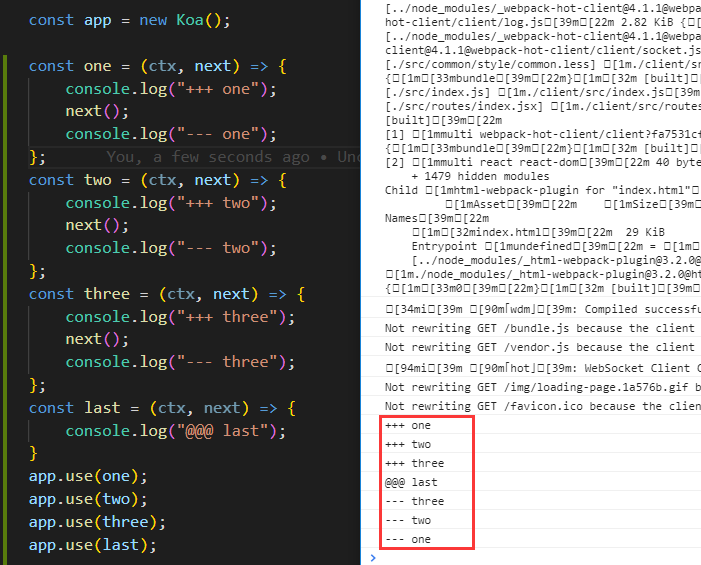 const app = new Koa();
const one = (ctx, next) => {
console.log("+++ one");
next();
console.log("--- one");
};
You, a few seconds ago • Unc
const two = (ctx, next) => {
console.log("+++ two");
next();
console.log("--- two");
};
const three = (ctx, next) => {
console.log("+++ three");
next();
console.log("--- three");
};
const last = (ctx, next) => {
console.log("@@@ last");
}
app.use(one);
app.use(two);
app.use(three);
app.use(last);
[../node_modules/_webpack-hot-client@4.1.1@webpa
hot-client/client/log.js□[39m□[22m 2.82 KiB {□[
[../node_modules/_webpack-hot-client@4.1.1@webpa
client@4.1.1@webpack-hot-client/client/socket.js
[./src/common/style/common.less] □[1m./client/sr
{□[1m□[33mbundle□[39m□[22m}□[1m□[32m [built]□[
[./src/index.js] □[1m./client/src/index.js□[39m
[./src/routes/index.jsx] □[1m./client/src/routes
[built]□[39m□[22m
[1] □[1mmulti webpack-hot-client/client?fa7531cf
{□[1m□[33mbundle□[39m□[22m}□[1m□[32m [built]□[
[2] □[1mmulti react react-dom□[39m□[22m 40 byte
+ 1479 hidden modules
Child □[1mhtml-webpack-plugin for "index.html"
□[1mAsset□[39m□[22m □[1mSize□[39m
Names□[39m□[22m
□[1m□[32mindex.html□[39m□[22m 29 KiB
Entrypoint □[1mundefined□[39m□[22m = □[1m
[../node_modules/_html-webpack-plugin@3.2.0@
□[1m./node_modules/_html-webpack-plugin@3.2.0@ht
{□[1m□[33m0□[39m□[22m}□[1m□[32m [built]□[39m
□[34mi□[39m □[90m｢wdm｣□[39m: Compiled successfu
Not rewriting GET /bundle.js because the client
Not rewriting GET /vendor.js because the client
□[94mi□[39m □[90m｢hot｣□[39m: WebSocket Client C
Not rewriting GET /img/loading-page.1a576b.gif b
Not rewriting GET /favicon.ico because the clien
+++ one
+++ two
+++ three
@@@ last
--- three
--- two
--- one
>